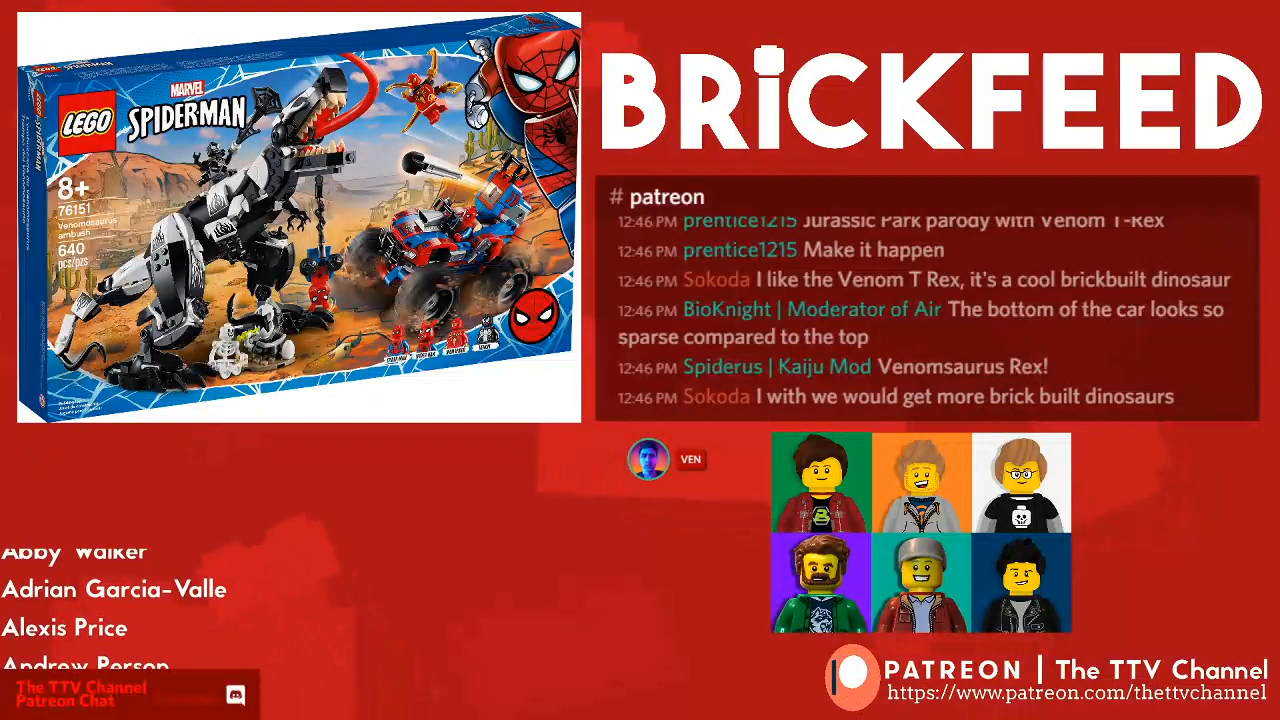 LEGO
MARVEL
SPIDERMAN
8+
76151
Venomosaurus
ambush
640
pcs/pzs
BRiCKFEED
# patreon
12:46 PM prentice1215 Jurassic Park parody with Venom T-Rex
12:46 PM prentice1215 Make it happen
12:46 PM Sokoda I like the Venom T Rex, it's a cool brickbuilt dinosaur
12:46 PM BioKnight | Moderator of Air The bottom of the car looks so
sparse compared to the top
12:46 PM Spiderus | Kaiju Mod Venomsaurus Rex!
12:46 PM Sokoda I with we would get more brick built dinosaurs
VEN
Abby Walker
Adrian Garcia-Valle
Alexis Price
Andrew Person
The TTV Channel
Patreon Chat
PATREON | The TTV Channel
https://www.patreon.com/thettvchannel